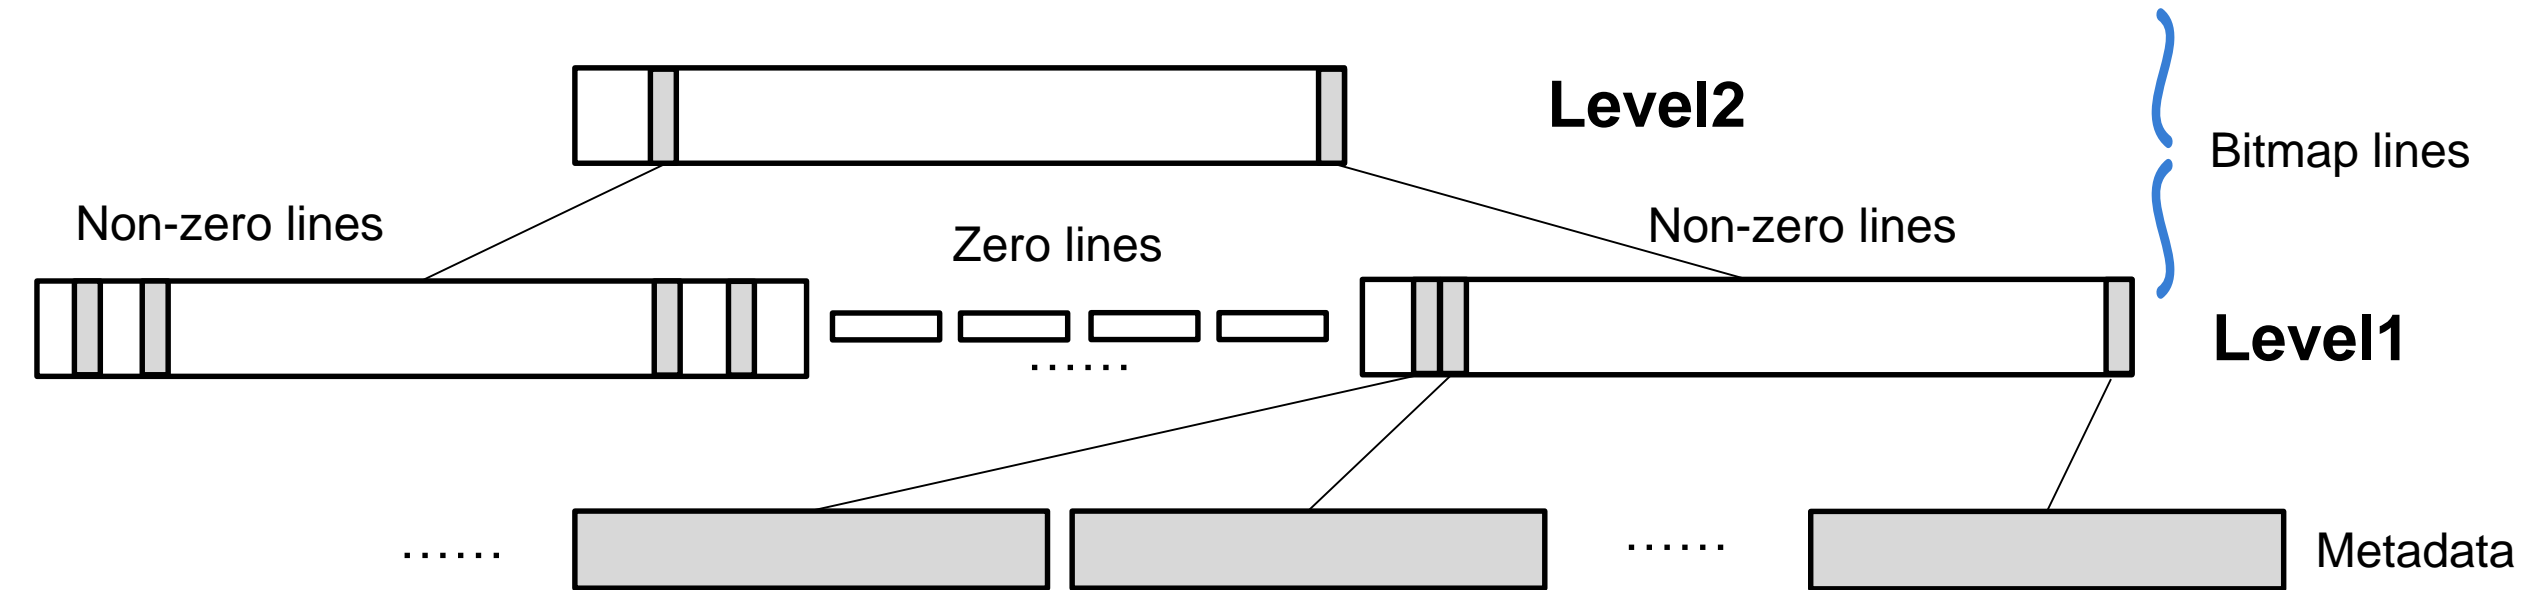 Level2
Bitmap lines
Non-zero lines
Zero lines
Non-zero lines
......
Level1
......
......
Metadata